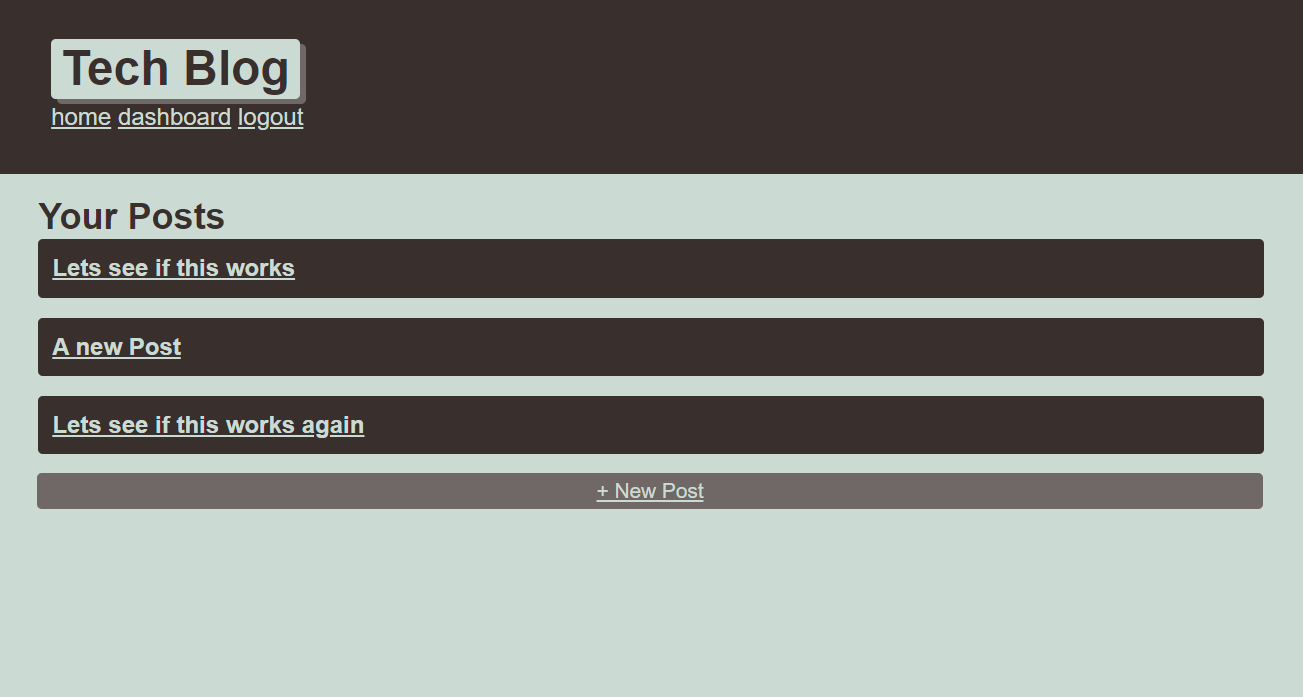 Tech Blog
home dashboard logout
Your Posts
Lets see if this works
A new Post
Lets see if this works again
+ New Post